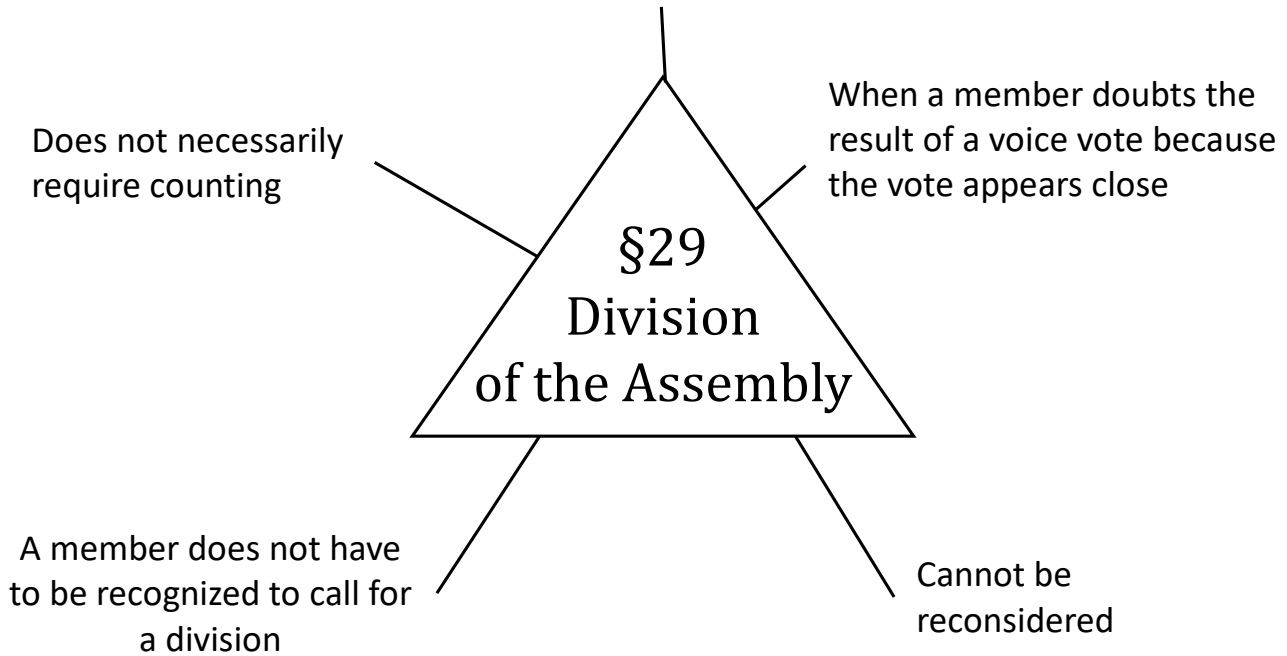 Does not necessarily
require counting
When a member doubts the
result of a voice vote because
the vote appears close
§29
Division
of the Assembly
A member does not have
to be recognized to call for
a division
Cannot be
reconsidered